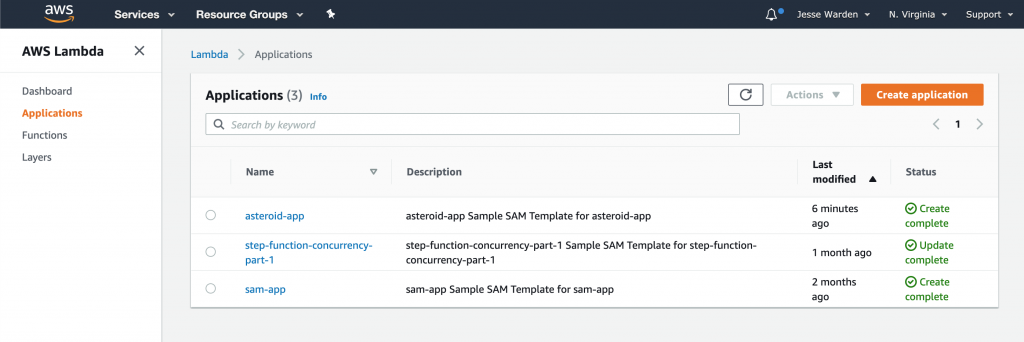 aws
Services
Resource Groups
Jesse Warden
N. Virginia
Support
AWS Lambda
Dashboard
Applications
Functions
Layers
Lambda
Applications
Applications (3) Info
Actions
Create application
Search by keyword
1
Name
Description
Last
modified
Status
asteroid-app
asteroid-app Sample SAM Template for asteroid-app
6 minutes
ago
Create
complete
step-function-concurrency-
part-1
step-function-concurrency-part-1 Sample SAM Template for step-function-
concurrency-part-1
1 month ago
Update
complete
sam-app
sam-app Sample SAM Template for sam-app
2 months
ago
Create
complete